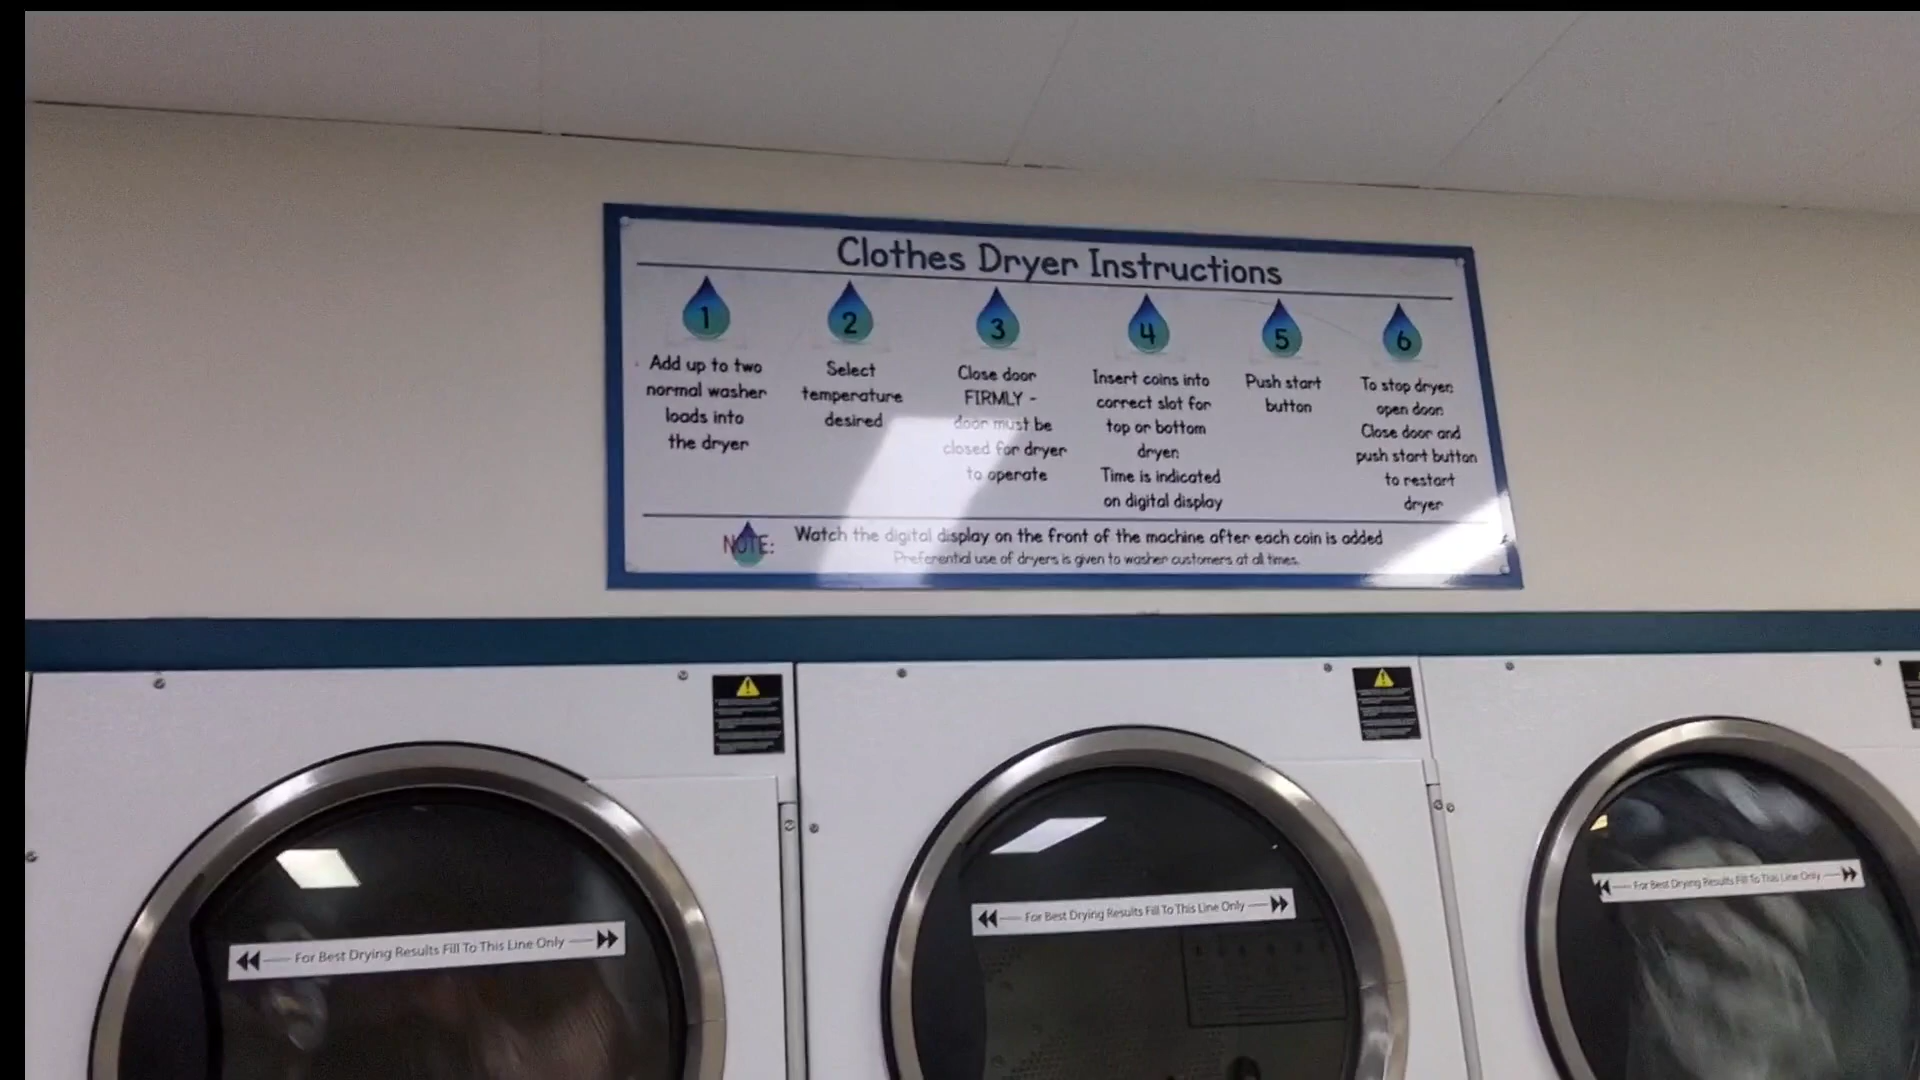 Clothes Dryer Instructions
1
Add up to two
normal washer
loads into
the dryer
2
Select
temperature
desired
3
Close door
FIRMLY -
door must be
closed for dryer
to operate
4
Insert coins into
correct slot for
top or bottom
dryer.
Time is indicated
on digital display
5
Push start
button
6
To stop dryer:
open door.
Close door and
push start button
to restart
dryer
NOTE:
Watch the digital display on the front of the machine after each coin is added
Preferential use of dryers is given to washer customers at all times.
For Best Drying Results Fill To This Line Only
For Best Drying Results Fill To This Line Only
For Best Drying Results Fill To This Line Only